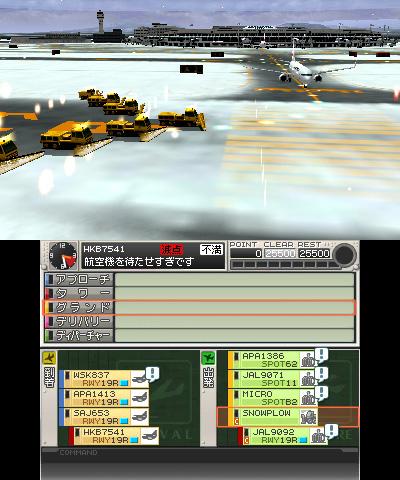 HKB7541 減点 不満
航空機を待たせすぎです
POINT CLEAR REST
0 25500 25500
アプローチ
タワー
グランド
デリバリー
ディパーチャー
到着
WSK837
RWY19R
APA1413
RWY19R
SAJ653
RWY19R
HKB7541
RWY19R
出発
APA1386
SPOT62
JAL9071
SPOT11
MICRO
SPOTB2
SNOWPLOW
JAL9092
RWY19R
COMMAND